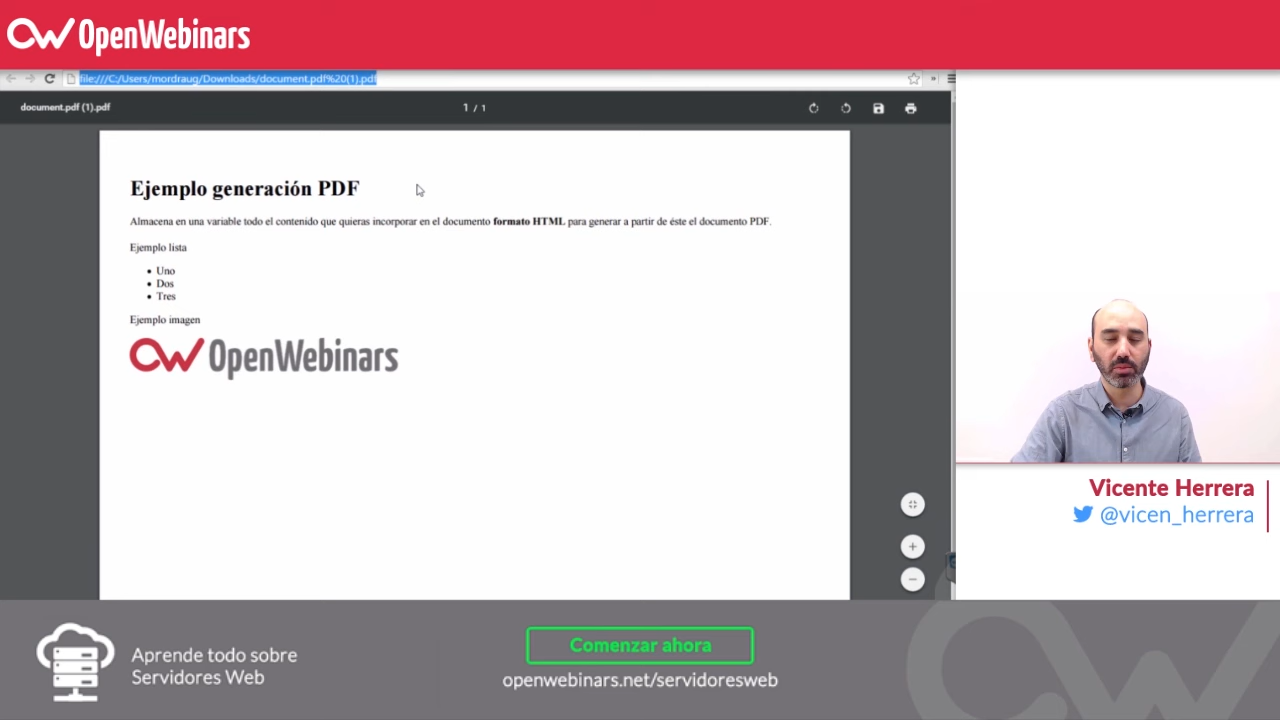 OpenWebinars
file:///C:/Users/mordraug/Downloads/document.pdf%20(1).pdf
document.pdf (1).pdf
1 / 1
Ejemplo generación PDF
Almacena en una variable todo el contenido que quieras incorporar en el documento formato HTML para generar a partir de éste el documento PDF.
Ejemplo lista
• Uno
• Dos
• Tres
Ejemplo imagen
OpenWebinars
Vicente Herrera
@vicen_herrera
Aprende todo sobre
Servidores Web
Comenzar ahora
openwebinars.net/servidoresweb